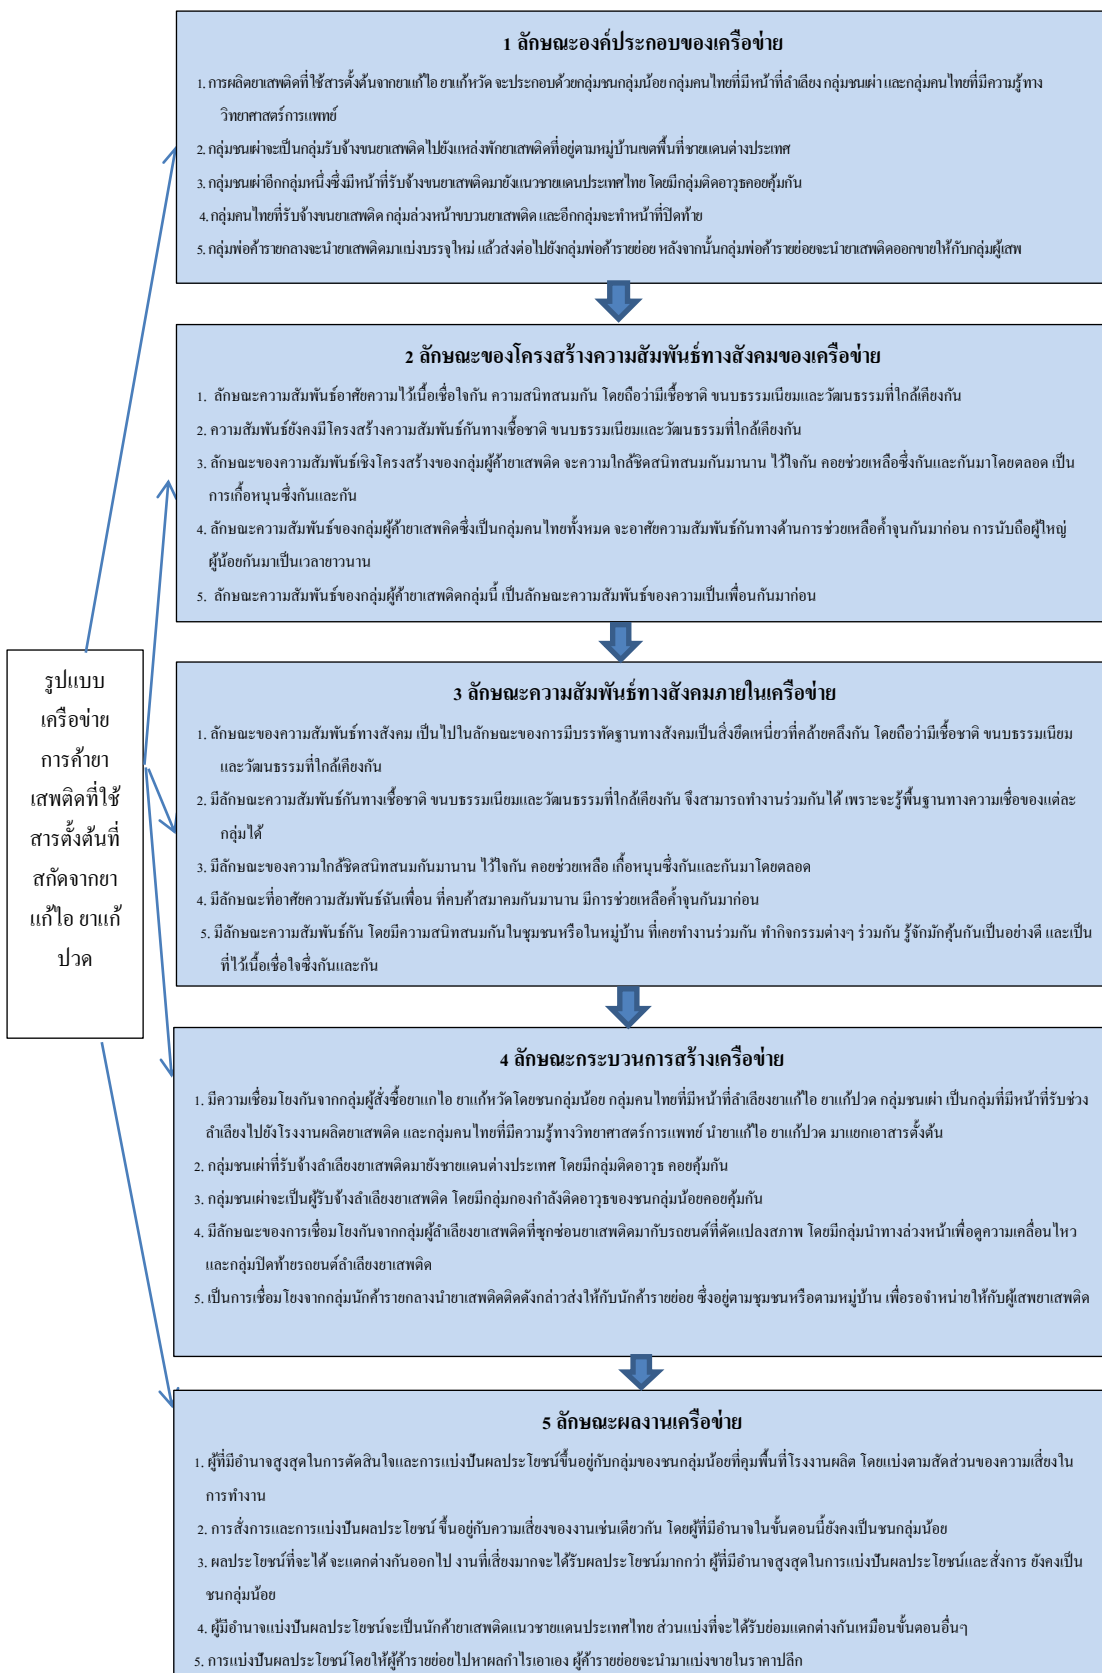 1 ลักษณะองค์ประกอบของเครือข่าย
1. การผลิตยาเสพติดที่ใช้สารตั้งต้นจากยาแก้ไอ ยาแก้หวัด จะประกอบด้วยกลุ่มชนกลุ่มน้อย กลุ่มคนไทยที่มีหน้าที่ลำเลียง กลุ่มชนเผ่า และกลุ่มคนไทยที่มีความรู้ทาง
วิทยาศาสตร์การแพทย์
2. กลุ่มชนเผ่าจะเป็นกลุ่มรับจ้างขนยาเสพติด ไปยังแหล่งพักยาเสพติดที่อยู่ตามหมู่บ้านเขตพื้นที่ชายแดนต่างประเทศ
3. กลุ่มชนเผ่าอีกกลุ่มหนึ่งซึ่งมีหน้าที่รับจ้างขนยาเสพติดมายังแนวชายแดนประเทศไทย โดยมีกลุ่มติดอาวุธคอยคุ้มกัน
4. กลุ่มคนไทยที่รับจ้างขนยาเสพติด กลุ่มล่วงหน้าขบวนยาเสพติด และอีกกลุ่มจะทำหน้าที่ปิดท้าย
5. กลุ่มพ่อค้ารายกลางจะนำยาเสพติดมาแบ่งบรรจุใหม่ แล้วส่งต่อไปยังกลุ่มพ่อค้ารายย่อย หลังจากนั้นกลุ่มพ่อค้ารายย่อยจะนำยาเสพติดออกขายให้กับกลุ่มผู้เสพ
2 ลักษณะของโครงสร้างความสัมพันธ์ทางสังคมของเครือข่าย
1. ลักษณะความสัมพันธ์อาศัยความไว้เนื้อเชื่อใจกัน ความสนิทสนมกัน โดยถือว่ามีเชื้อชาติ ขนบธรรมเนียมและวัฒนธรรมที่ใกล้เคียงกัน
2. ความสัมพันธ์ยังคงมีโครงสร้างความสัมพันธ์กันทางเชื้อชาติ ขนบธรรมเนียมและวัฒนธรรมที่ใกล้เคียงกัน
3. ลักษณะของความสัมพันธ์เชิงโครงสร้างของกลุ่มผู้ค้ายาเสพติด จะความใกล้ชิดสนิทสนมกันมานาน ไว้ใจกัน คอยช่วยเหลือซึ่งกันและกันมาโดยตลอด เป็น
การเกื้อหนุนซึ่งกันและกัน
4. ลักษณะความสัมพันธ์ของกลุ่มผู้ค้ายาเสพคิดซึ่งเป็นกลุ่มคนไทยทั้งหมด จะอาศัยความสัมพันธ์กันทางด้านการช่วยเหลือค้ำจุนกันมาก่อน การนับถือผู้ใหญ่
ผู้น้อยกันมาเป็นเวลายาวนาน
5. ลักษณะความสัมพันธ์ของกลุ่มผู้ค้ายาเสพติดกลุ่มนี้ เป็นลักษณะความสัมพันธ์ของความเป็นเพื่อนกันมาก่อน
รูปแบบ
เครือข่าย
การค้ายา
เสพติดที่ใช้
สารตั้งต้นที่
สกัดจากยา
แก้ไอ ยาแก้
ปวด
3 ลักษณะความสัมพันธ์ทางสังคมภายในเครือข่าย
1. ลักษณะของความสัมพันธ์ทางสังคม เป็นไปในลักษณะของการมีบรรทัดฐานทางสังคมเป็นสิ่งยึดเหนี่ยวที่คล้ายคลึงกัน โดยถือว่ามีเชื้อชาติ ขนบธรรมเนียม
และวัฒนธรรมที่ใกล้เคียงกัน
2. มีลักษณะความสัมพันธ์กันทางเชื้อชาติ ขนบธรรมเนียมและวัฒนธรรมที่ใกล้เคียงกัน จึงสามารถทำงานร่วมกันได้ เพราะจะรู้พื้นฐานทางความเชื่อของแต่ละ
กลุ่มได้
3. มีลักษณะของความใกล้ชิดสนิทสนมกันมานาน ไว้ใจกัน คอยช่วยเหลือ เกื้อหนุนซึ่งกันและกันมาโดยตลอด
4. มีลักษณะที่อาศัยความสัมพันธ์ฉันเพื่อน ที่คบค้าสมาคมกันมานาน มีการช่วยเหลือค้ำจุนกันมาก่อน
5. มีลักษณะความสัมพันธ์กัน โดยมีความสนิทสนมกันในชุมชนหรือในหมู่บ้าน ที่เคยทำงานร่วมกัน ทำกิจกรรมต่างๆ ร่วมกัน รู้จักมักคุ้นกันเป็นอย่างดี และเป็น
ที่ไว้เนื้อเชื่อใจซึ่งกันและกัน
4 ลักษณะกระบวนการสร้างเครือข่าย
1. มีความเชื่อมโยงกันจากกลุ่มผู้สั่งซื้อยาแกไอ ยาแก้หวัดโดยชนกลุ่มน้อย กลุ่มคนไทยที่มีหน้าที่ลำเลียงยาแก้ไอ ยาแก้ปวด กลุ่มชนเผ่า เป็นกลุ่มที่มีหน้าที่รับช่วง
ลำเลียงไปยังโรงงานผลิตยาเสพติด และกลุ่มคนไทยที่มีความรู้ทางวิทยาศาสตร์การแพทย์ นำยาแก้ไอ ยาแก้ปวด มาแยกเอาสารตั้งต้น
2. กลุ่มชนเผ่าที่รับจ้างลำเลียงยาเสพติดมายังชายแดนต่างประเทศ โดยมีกลุ่มติดอาวุธ คอยคุ้มกัน
3. กลุ่มชนเผ่าจะเป็นผู้รับจ้างลำเลียงยาเสพติด โดยมีกลุ่มกองกำลังติดอาวุธของชนกลุ่มน้อยคอยคุ้มกัน
4. มีลักษณะของการเชื่อมโยงกันจากกลุ่มผู้ลำเลียงยาเสพติดที่ซุกซ่อนยาเสพติดมากับรถยนต์ที่ดัดแปลงสภาพ โดยมีกลุ่มนำทางล่วงหน้าเพื่อดูความเคลื่อนไหว
และกลุ่มปิดท้ายรถยนต์ลำเลียงยาเสพติด
5. เป็นการเชื่อมโยงจากกลุ่มนักค้ารายกลางนำยาเสพติดติดดังกล่าวส่งให้กับนักค้ารายย่อย ซึ่งอยู่ตามชุมชนหรือตามหมู่บ้าน เพื่อรอจำหน่ายให้กับผู้เสพยาเสพติด
5 ลักษณะผลงานเครือข่าย
1. ผู้ที่มีอำนาจสูงสุดในการตัดสินใจและการแบ่งปันผลประโยชน์ขึ้นอยู่กับกลุ่มของชนกลุ่มน้อยที่คุมพื้นที่โรงงานผลิต โดยแบ่งตามสัดส่วนของความเสี่ยงใน
การทำงาน
2. การสั่งการและการแบ่งปันผลประโยชน์ ขึ้นอยู่กับความเสี่ยงของงานเช่นเดียวกัน โดยผู้ที่มีอำนาจในขั้นตอนนี้ยังคงเป็นชนกลุ่มน้อย
3. ผลประโยชน์ที่จะได้ จะแตกต่างกันออกไป งานที่เสี่ยงมากจะได้รับผลประโยชน์มากกว่า ผู้ที่มีอำนาจสูงสุดในการแบ่งปันผลประโยชน์และสั่งการ ยังคงเป็น
ชนกลุ่มน้อย
4. ผู้มีอำนาจแบ่งปันผลประโยชน์จะเป็นนักค้ายาเสพติดแนวชายแดนประเทศไทย ส่วนแบ่งที่จะได้รับย่อมแตกต่างกันเหมือนขั้นตอนอื่นๆ
5. การแบ่งปันผลประโยชน์โดยให้ผู้ค้ารายย่อยไปหาผลกำไรเอาเอง ผู้ค้ารายย่อยจะนำมาแบ่งขายในราคาปลีก